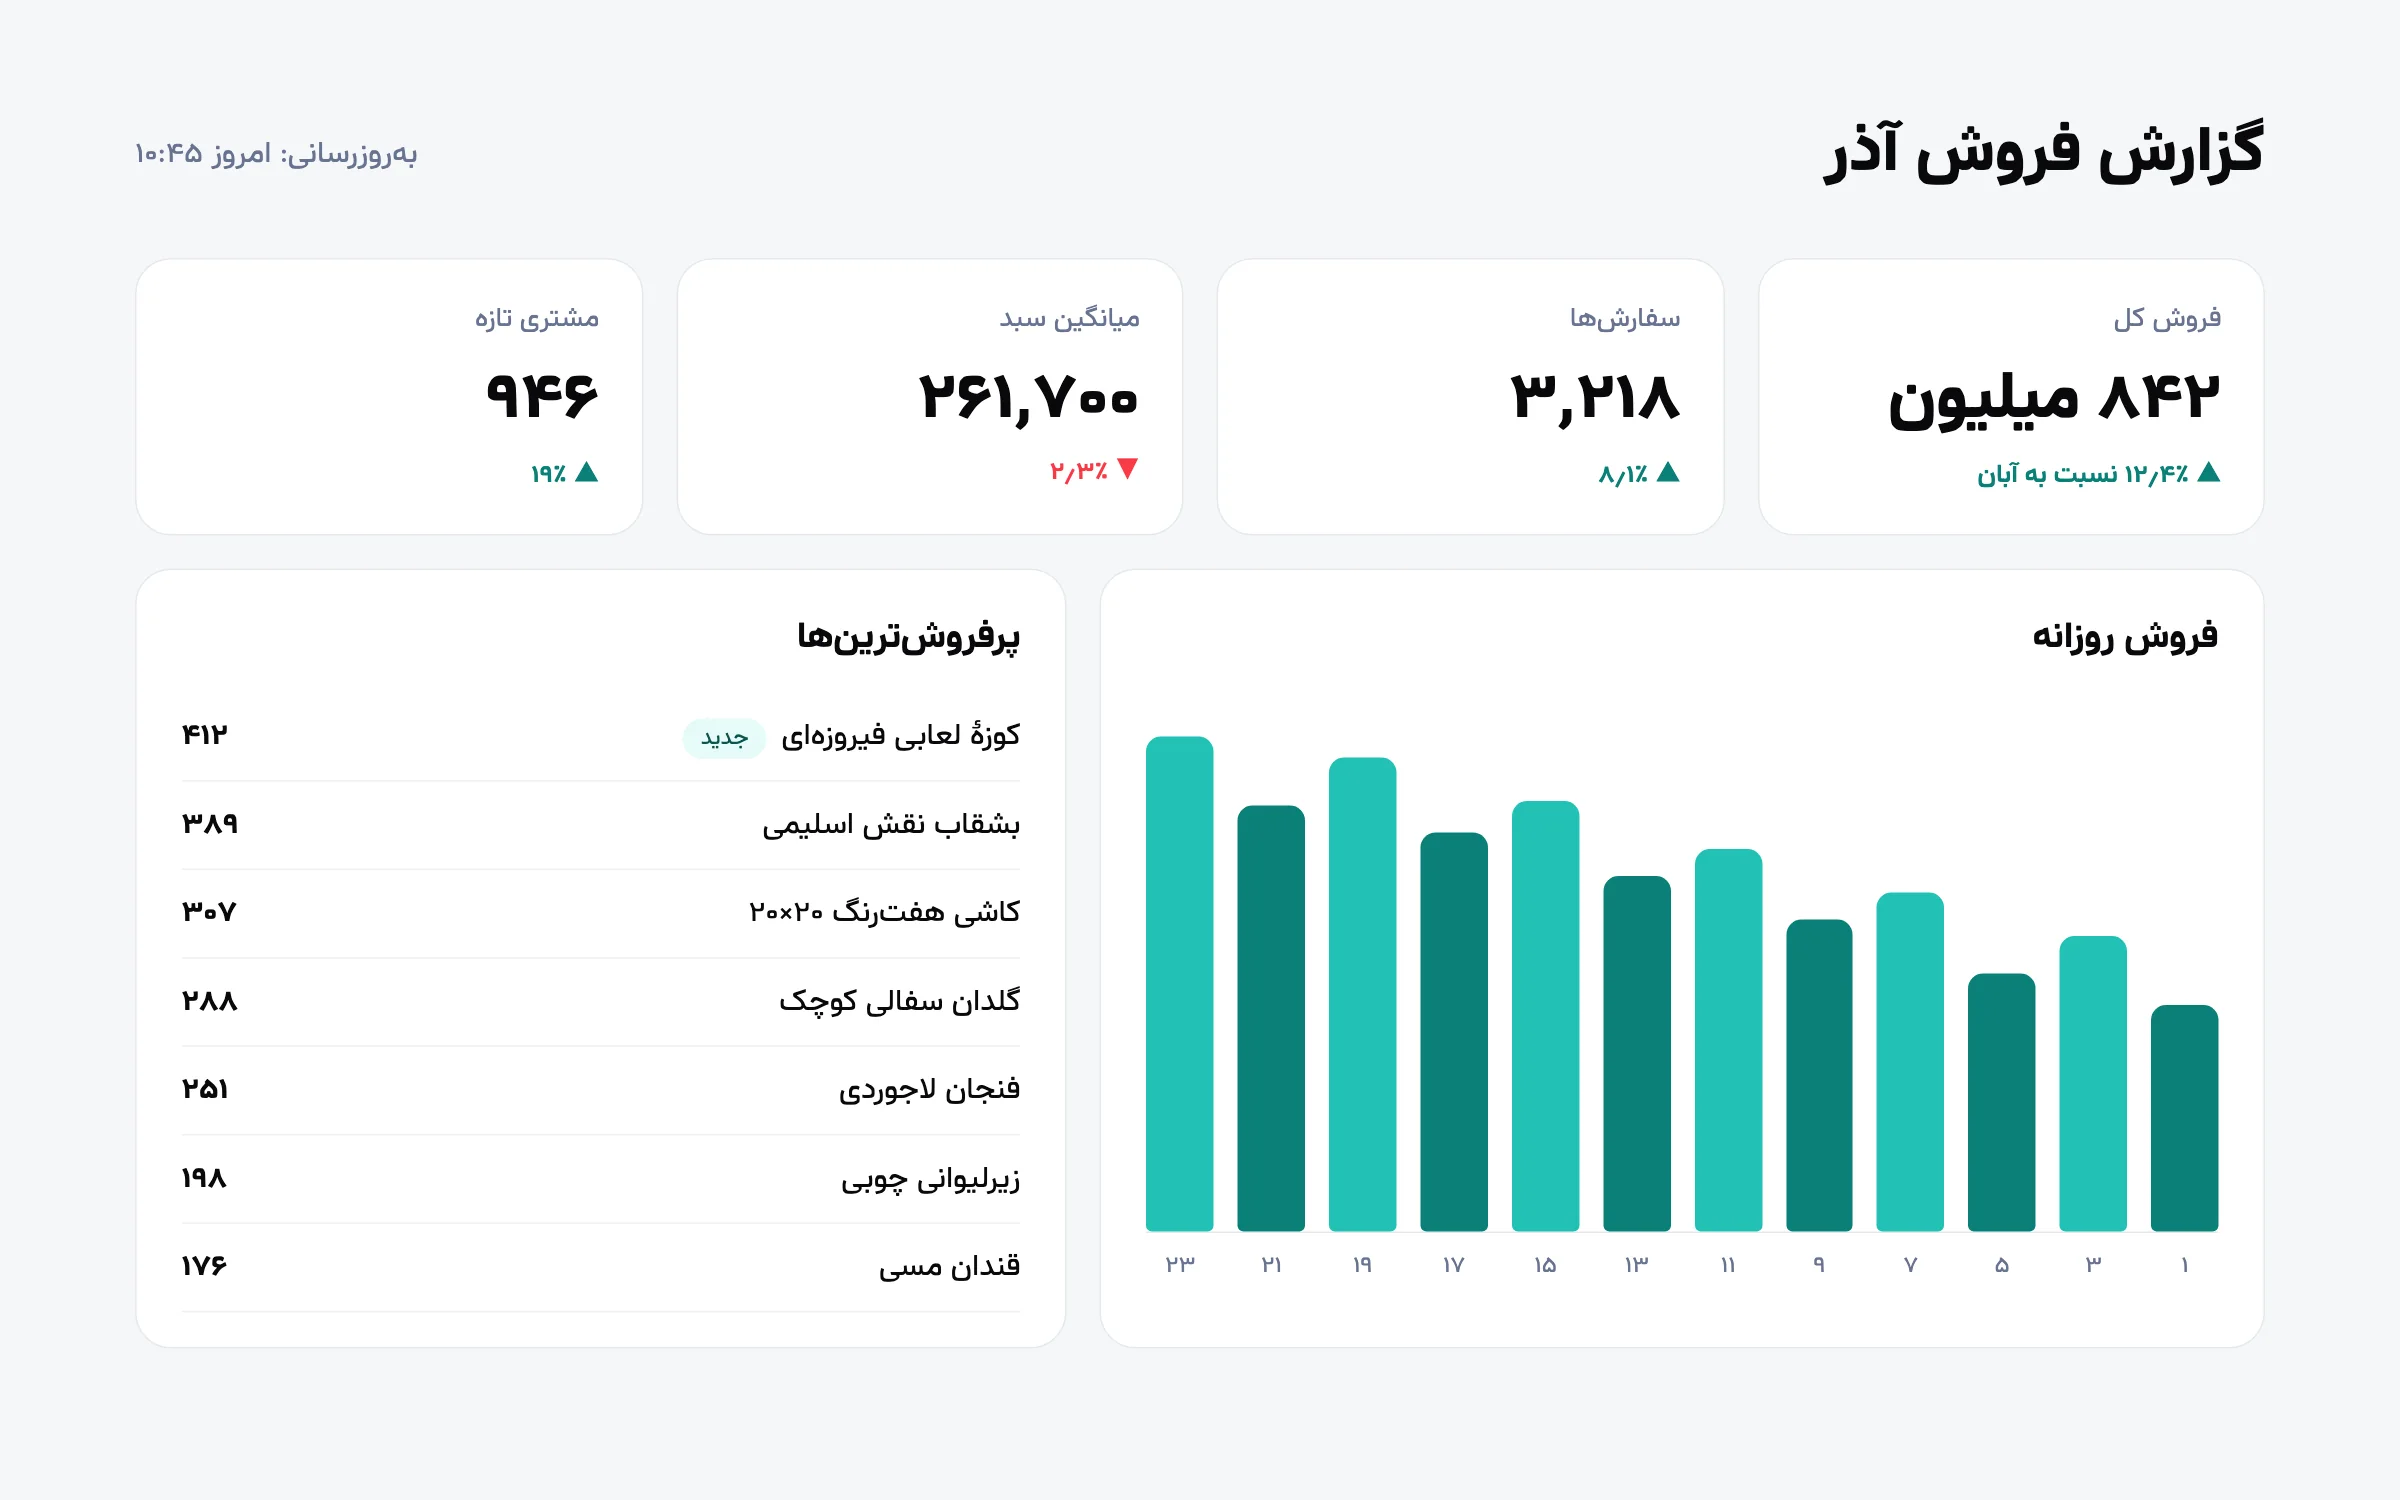 گزارش فروش آذر
به‌روزرسانی: امروز ۱۰:۴۵
فروش کل
۸۴۲ میلیون
▲ ۱۲٫۴٪ نسبت به آبان
سفارش‌ها
۳,۲۱۸
▲ ۸٫۱٪
میانگین سبد
۲۶۱,۷۰۰
▼ ۲٫۳٪
مشتری تازه
۹۴۶
▲ ۱۹٪
فروش روزانه
۱ ۳ ۵ ۷ ۹ ۱۱ ۱۳ ۱۵ ۱۷ ۱۹ ۲۱ ۲۳
پرفروش‌ترین‌ها
کوزهٔ لعابی فیروزه‌ای جدید ۴۱۲
بشقاب نقش اسلیمی ۳۸۹
کاشی هفت‌رنگ ۲۰×۲۰ ۳۰۷
گلدان سفالی کوچک ۲۸۸
فنجان لاجوردی ۲۵۱
زیرلیوانی چوبی ۱۹۸
قندان مسی ۱۷۶